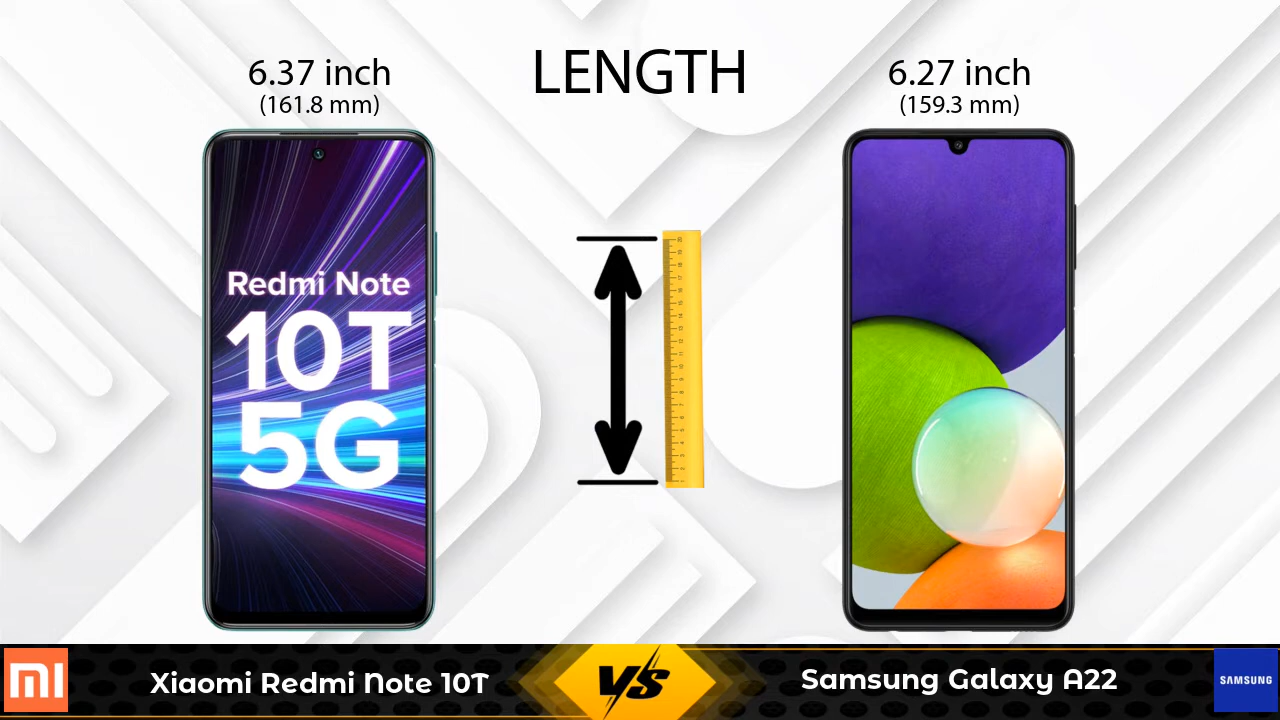 LENGTH
6.37 inch
(161.8 mm)
6.27 inch
(159.3 mm)
Redmi Note
10T
5G
mi
Xiaomi Redmi Note 10T
VS
Samsung Galaxy A22
SAMSUNG